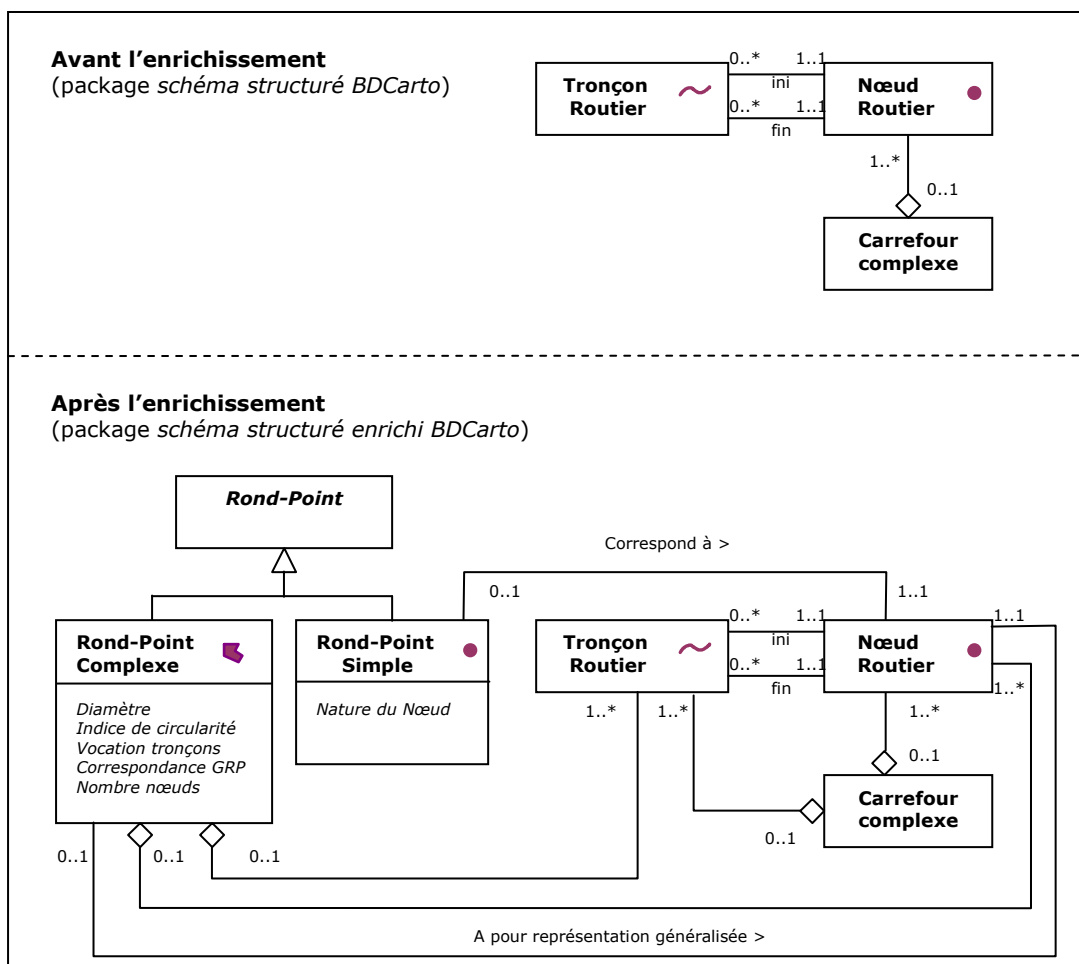 Avant l'enrichissement
(package schéma structuré BDCarto)
Tronçon
Routier
0..*
1..1
ini
0..*
1..1
fin
Nœud
Routier
1..*
0..1
Carrefour
complexe
Après l'enrichissement
(package schéma structuré enrichi BDCarto)
Rond-Point
Correspond à >
0..1
1..1
Rond-Point
Complexe
Diamètre
Indice de circularité
Vocation tronçons
Correspondance GRP
Nombre nœuds
Rond-Point
Simple
Nature du Nœud
Tronçon
Routier
0..*
1..1
ini
0..*
1..1
fin
Nœud
Routier
1..1
1..*
1..*
1..*
1..*
0..1
Carrefour
complexe
0..1
0..1
0..1
0..1
A pour représentation généralisée >